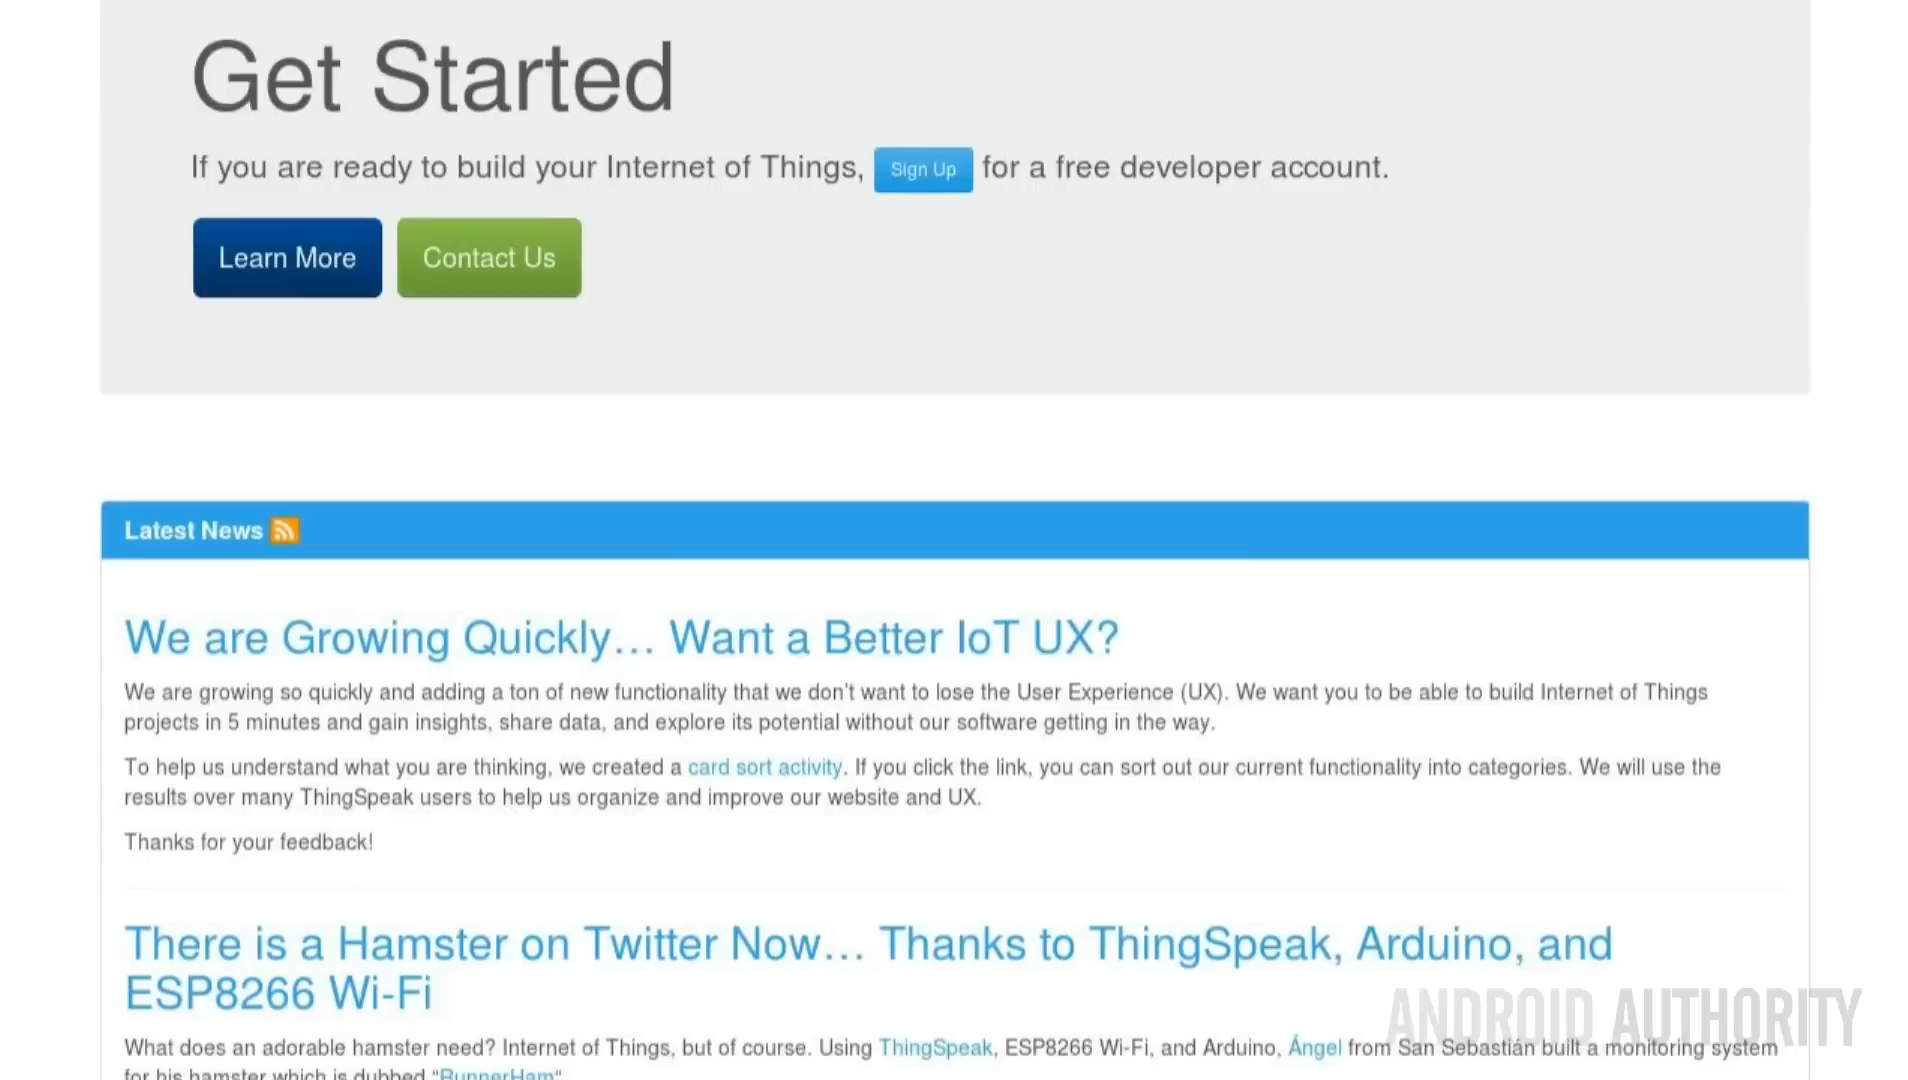 Get Started
If you are ready to build your Internet of Things, Sign Up for a free developer account.
Learn More Contact Us
Latest News
We are Growing Quickly... Want a Better IoT UX?
We are growing so quickly and adding a ton of new functionality that we don't want to lose the User Experience (UX). We want you to be able to build Internet of Things
projects in 5 minutes and gain insights, share data, and explore its potential without our software getting in the way.
To help us understand what you are thinking, we created a card sort activity. If you click the link, you can sort out our current functionality into categories. We will use the
results over many ThingSpeak users to help us organize and improve our website and UX.
Thanks for your feedback!
There is a Hamster on Twitter Now... Thanks to ThingSpeak, Arduino, and
ESP8266 Wi-Fi
ANDROID AUTHORITY
What does an adorable hamster need? Internet of Things, but of course. Using ThingSpeak, ESP8266 Wi-Fi, and Arduino, Ángel from San Sebastián built a monitoring system
for his hamster which is dubbed "RunnerHam"